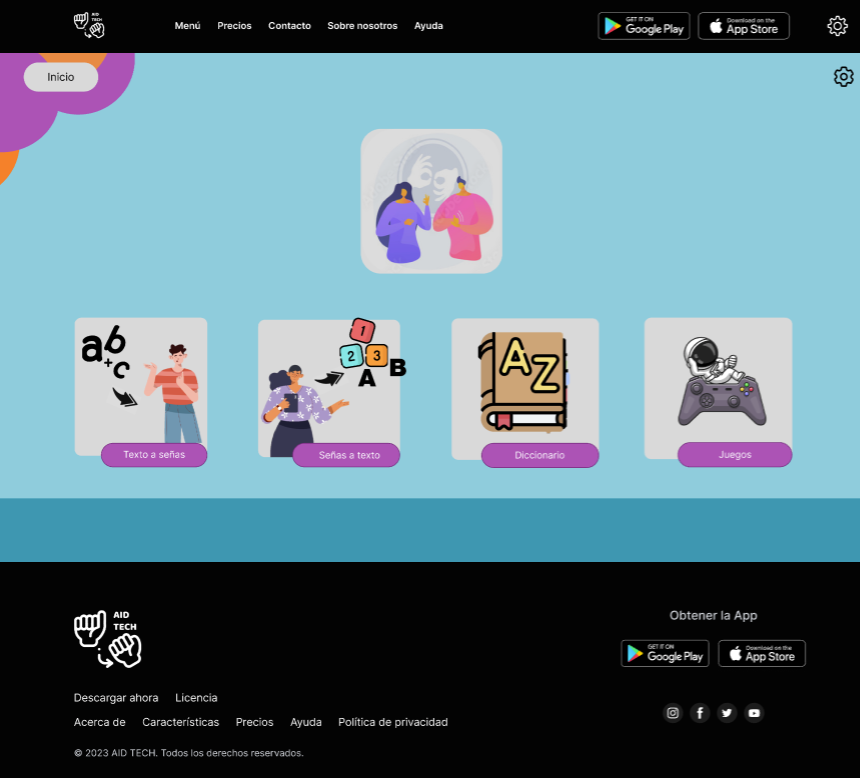 AID
TECH
Menú Precios Contacto Sobre nosotros Ayuda
GET IT ON
Google Play
Download on the
App Store
Inicio
ab
+c
1
2 3
A B
AZ
Texto a señas
Señas a texto
Diccionario
Juegos
AID
TECH
Obtener la App
GET IT ON
Google Play
Download on the
App Store
Descargar ahora Licencia
Acerca de Características Precios Ayuda Política de privacidad
© 2023 AID TECH. Todos los derechos reservados.